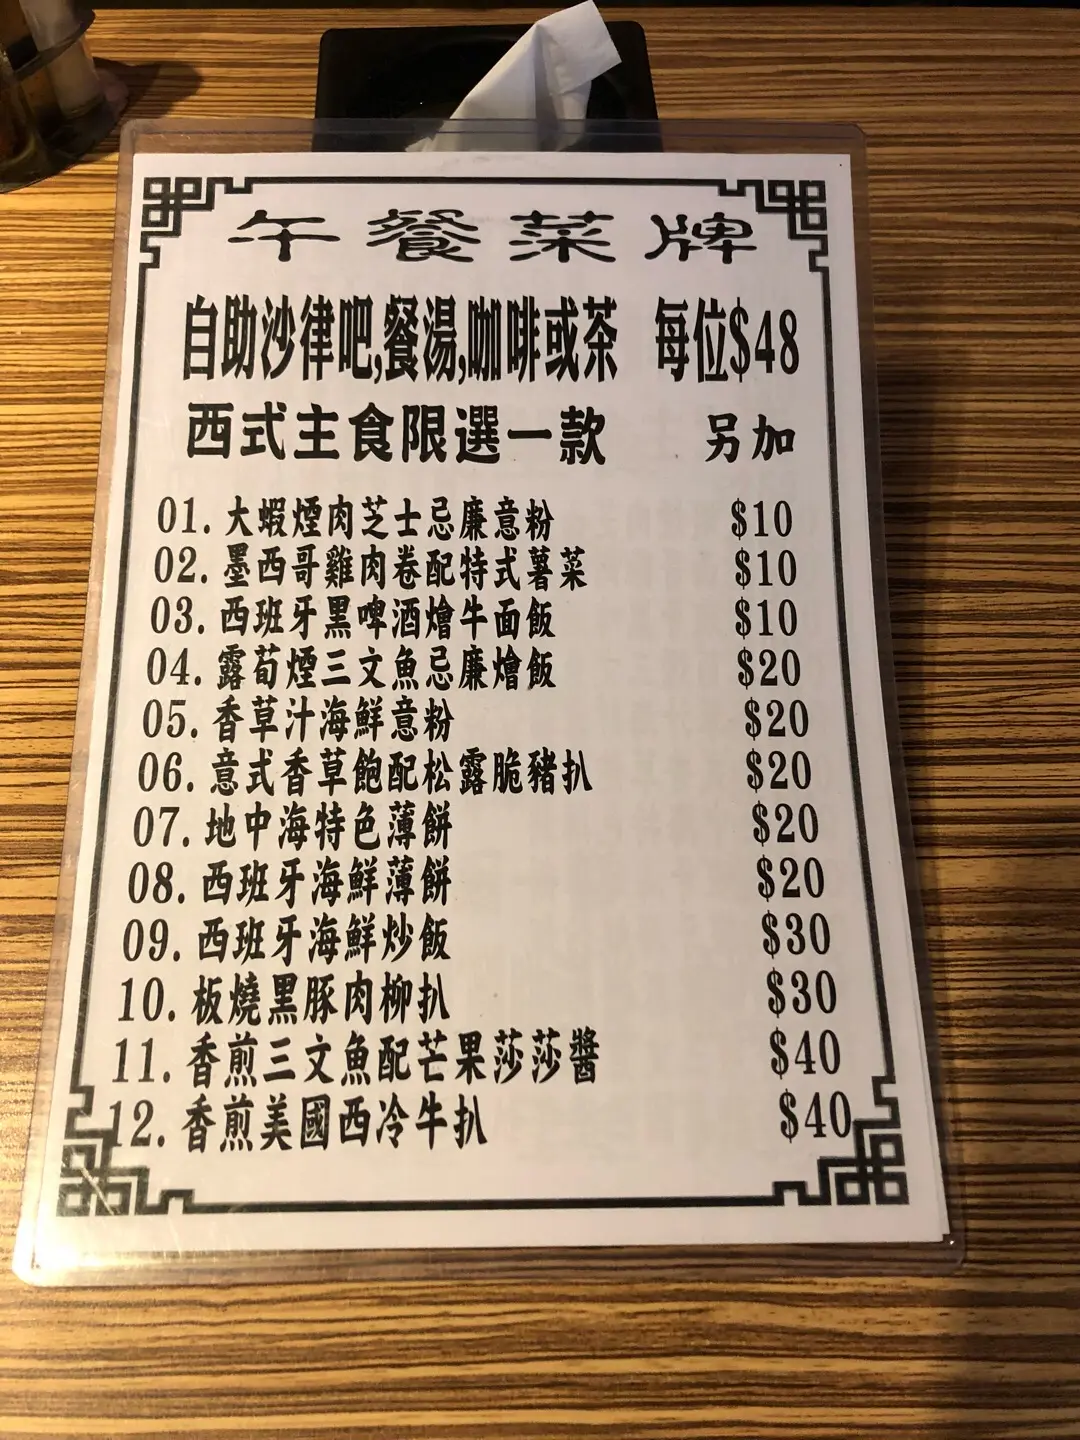 午餐菜牌
自助沙律吧,餐湯,咖啡或茶 每位$48
西式主食限選一款 另加
01. 大蝦煙肉芝士忌廉意粉 $10
02. 墨西哥雞肉卷配特式薯菜 $10
03. 西班牙黑啤酒燴牛面飯 $10
04. 露荀煙三文魚忌廉燴飯 $20
05. 香草汁海鮮意粉 $20
06. 意式香草飽配松露脆豬扒 $20
07. 地中海特色薄餅 $20
08. 西班牙海鮮薄餅 $20
09. 西班牙海鮮炒飯 $30
10. 板燒黑豚肉柳扒 $30
11. 香煎三文魚配芒果莎莎醬 $40
12. 香煎美國西冷牛扒 $40